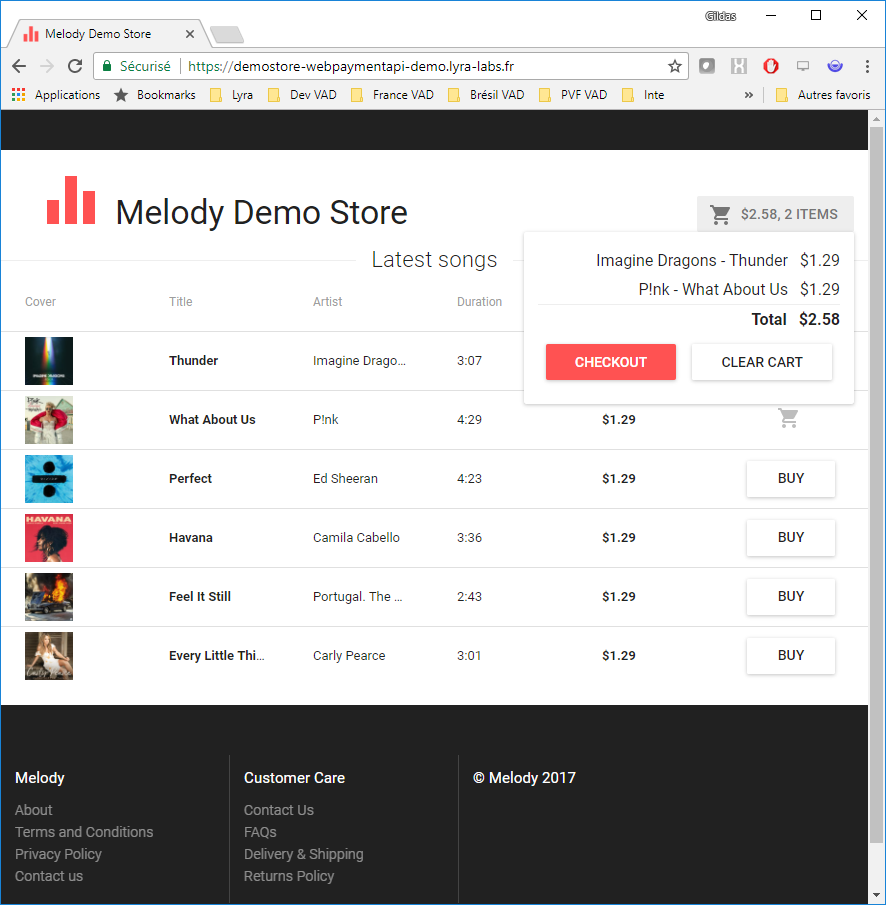 Gildas
Melody Demo Store
Sécurisé https://demostore-webpaymentapi-demo.lyra-labs.fr
Applications Bookmarks Lyra Dev VAD France VAD Brésil VAD PVF VAD Inte » Autres favoris
Melody Demo Store
$2.58, 2 ITEMS
Latest songs
Imagine Dragons - Thunder $1.29
P!nk - What About Us $1.29
Total $2.58
CHECKOUT CLEAR CART
Cover Title Artist Duration
Thunder Imagine Drago... 3:07
What About Us P!nk 4:29 $1.29
Perfect Ed Sheeran 4:23 $1.29 BUY
HAVANA
Havana Camila Cabello 3:36 $1.29 BUY
Feel It Still Portugal. The ... 2:43 $1.29 BUY
Every Little Thi... Carly Pearce 3:01 $1.29 BUY
Melody
About
Terms and Conditions
Privacy Policy
Contact us
Customer Care
Contact Us
FAQs
Delivery & Shipping
Returns Policy
© Melody 2017